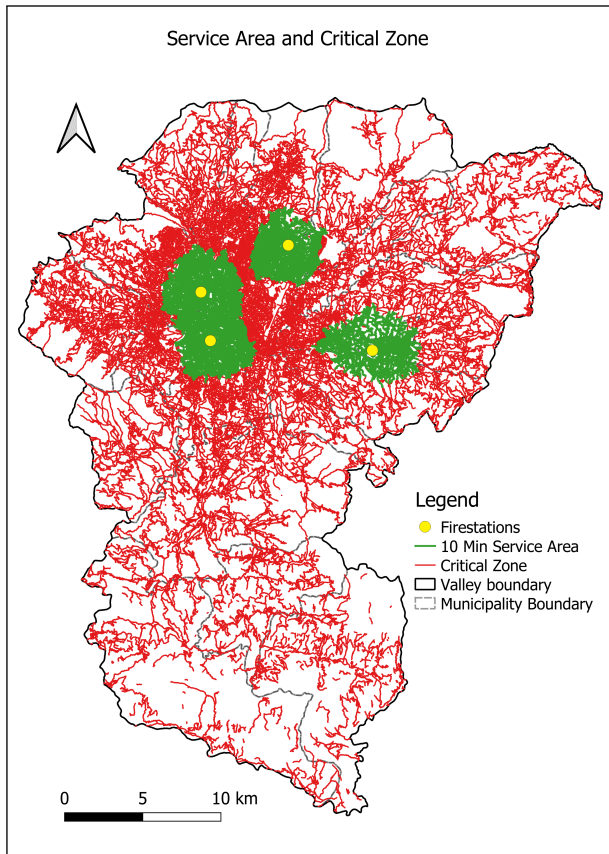 Service Area and Critical Zone
Legend
Firestations
10 Min Service Area
Critical Zone
Valley boundary
Municipality Boundary
0 5 10 km